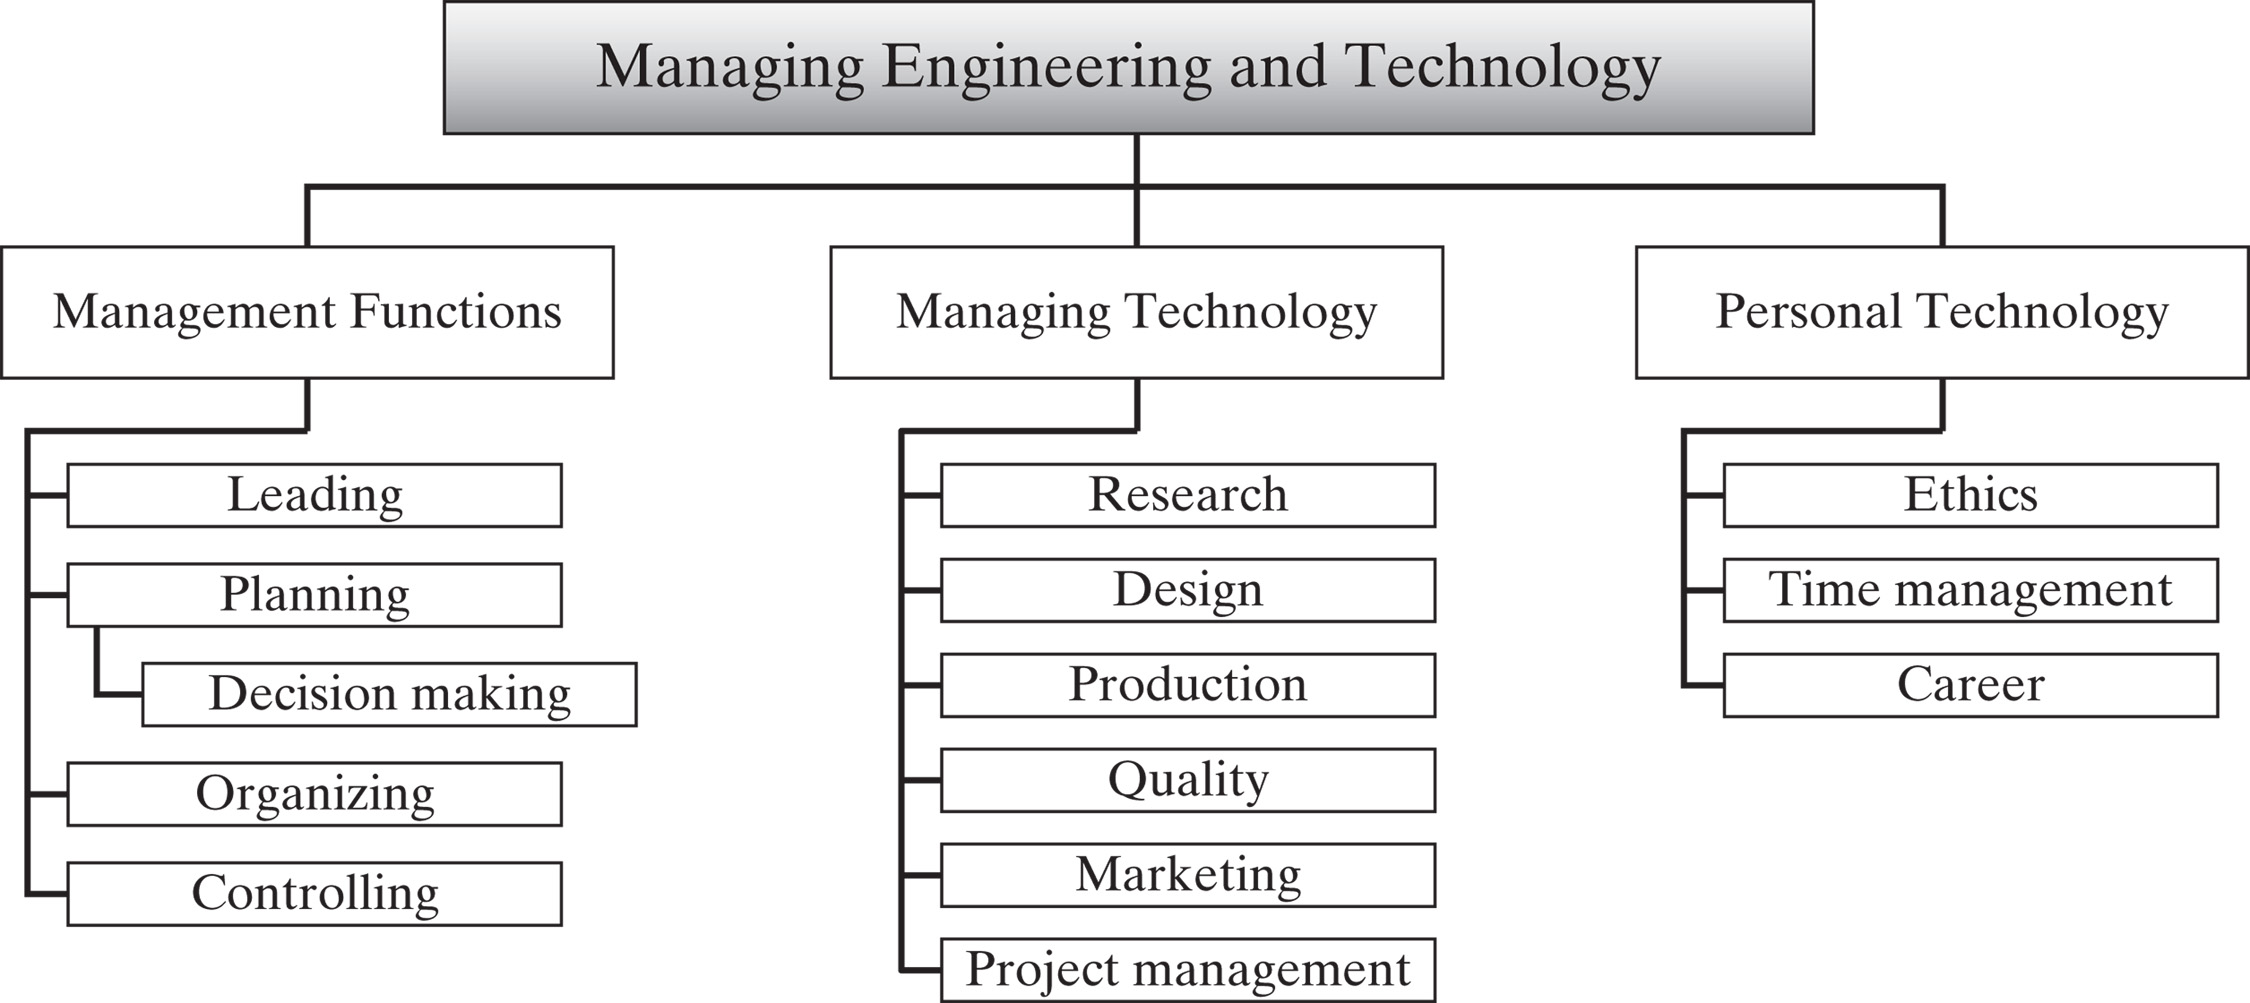 Managing Engineering and Technology
Management Functions
Leading
Planning
Decision making
Organizing
Controlling
Managing Technology
Research
Design
Production
Quality
Marketing
Project management
Personal Technology
Ethics
Time management
Career